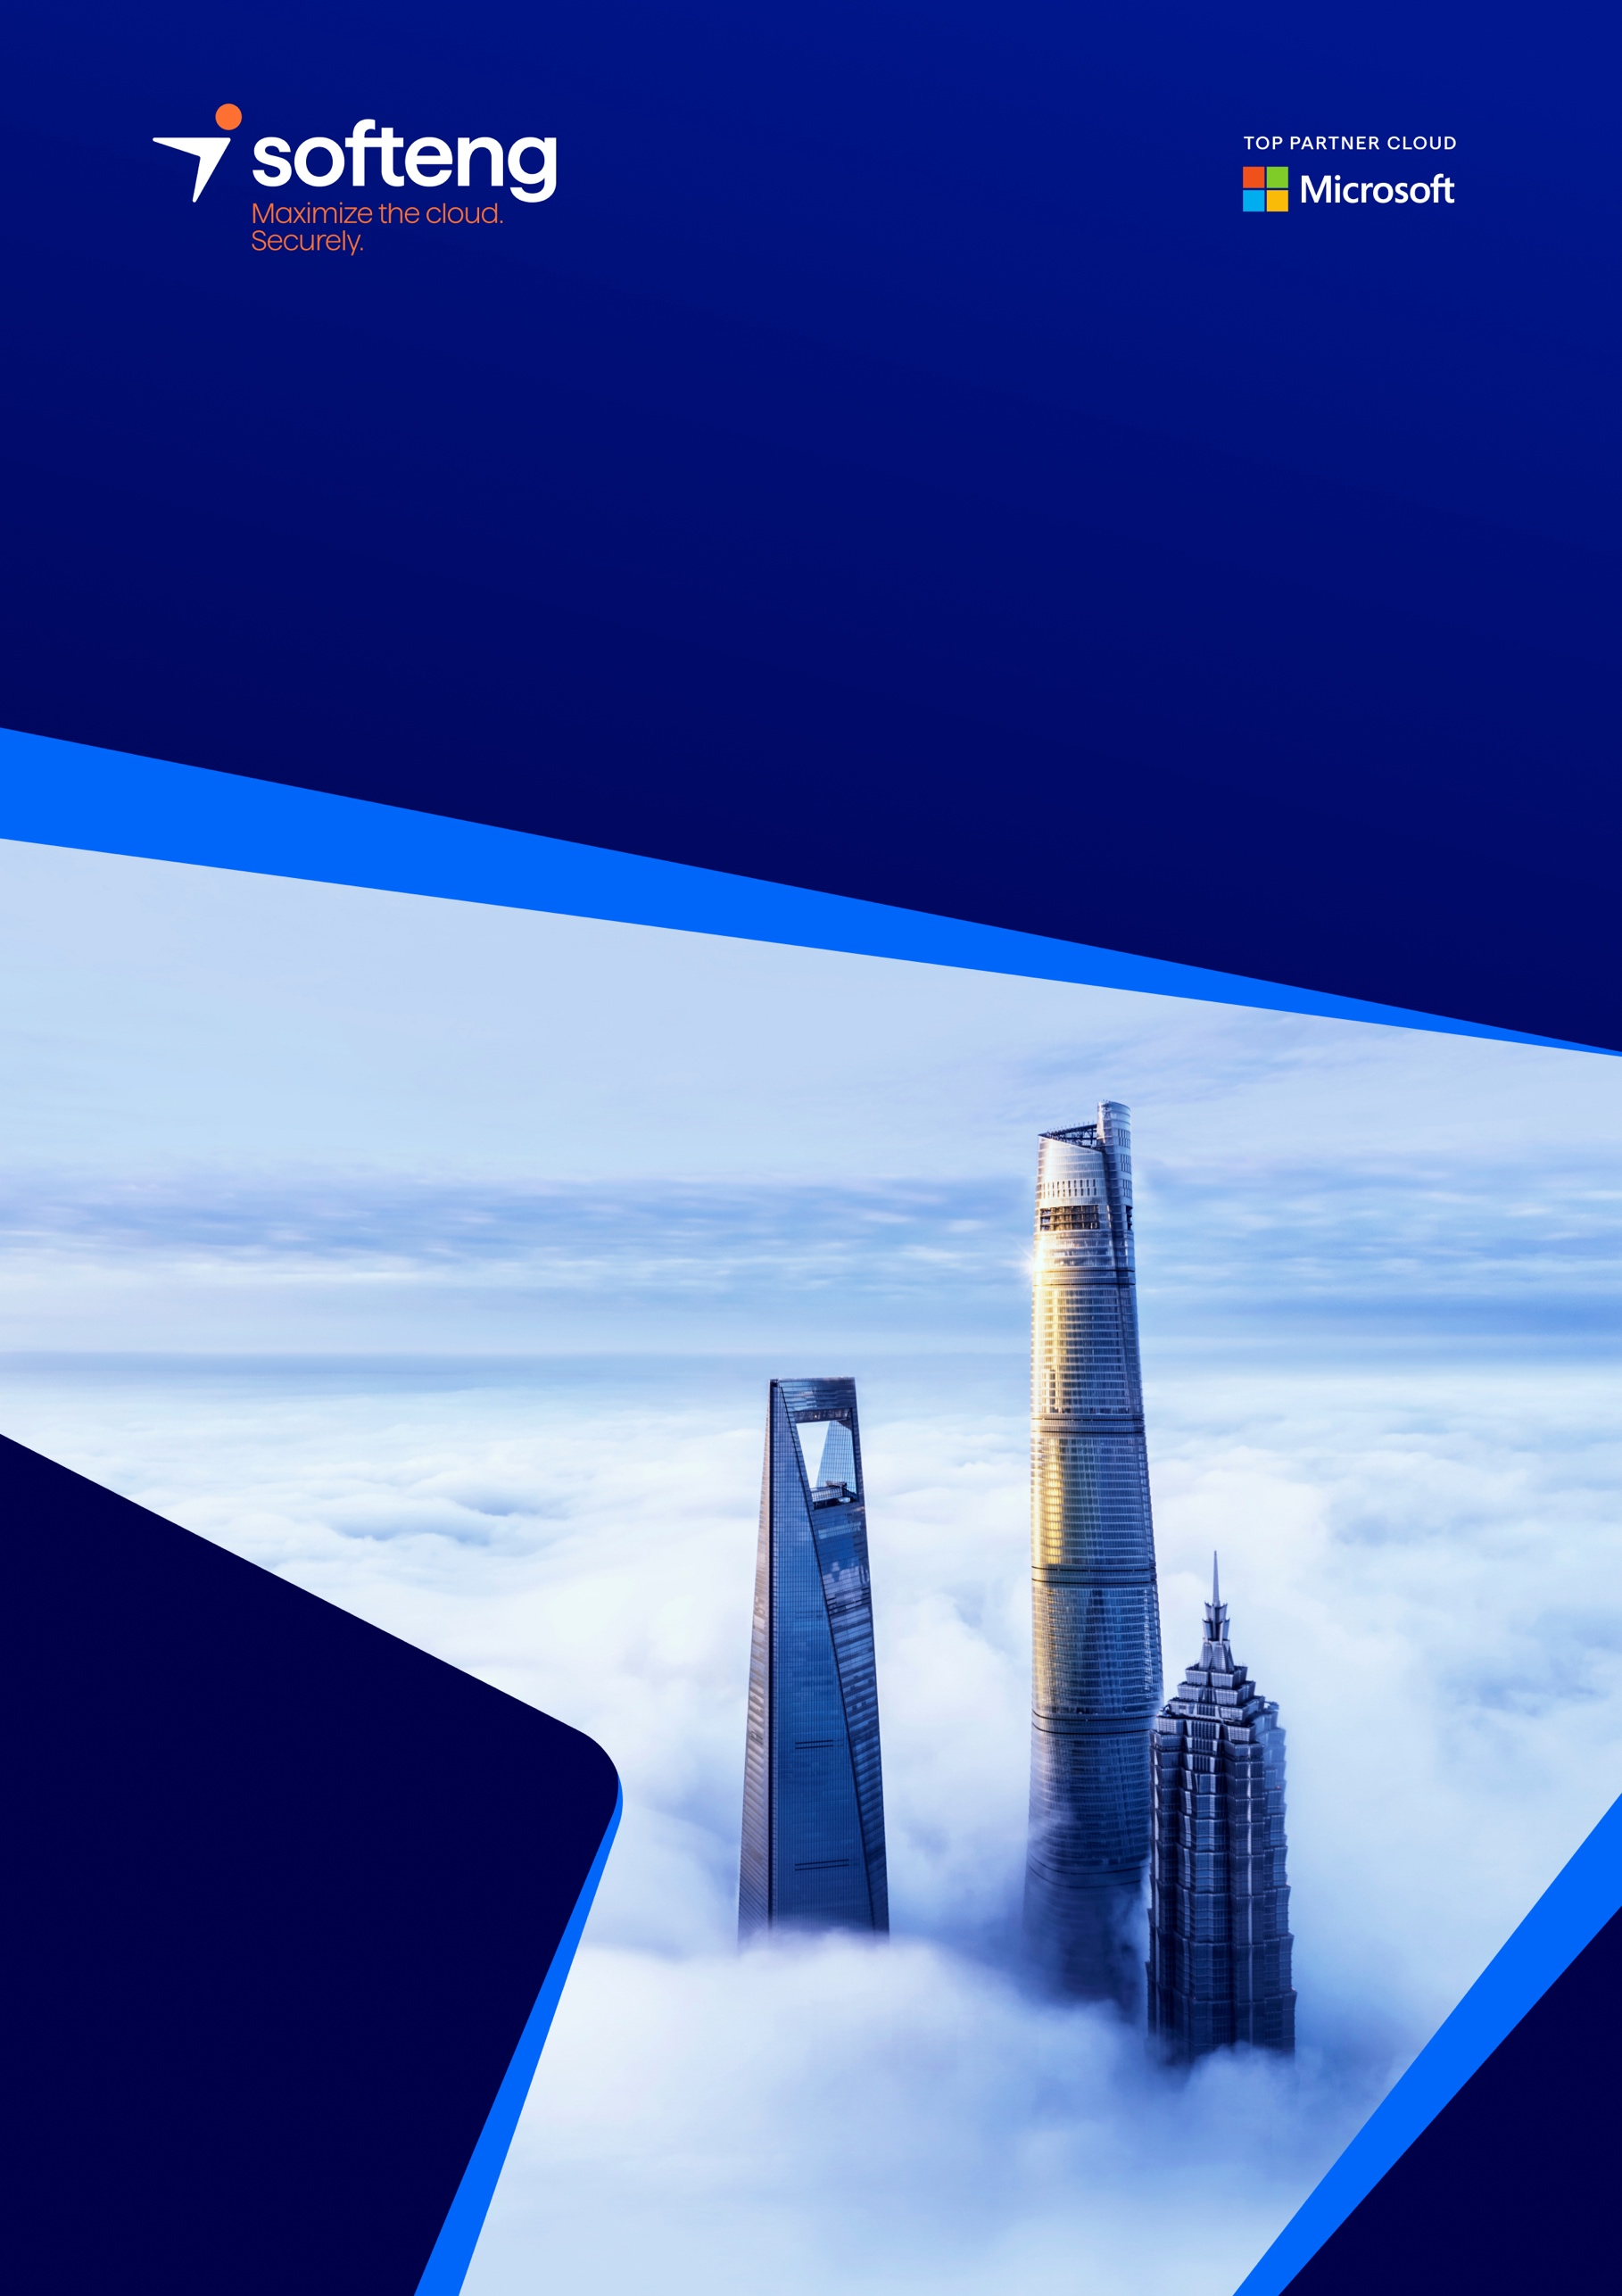 softeng
Maximize the cloud.
Securely.
TOP PARTNER CLOUD
Microsoft